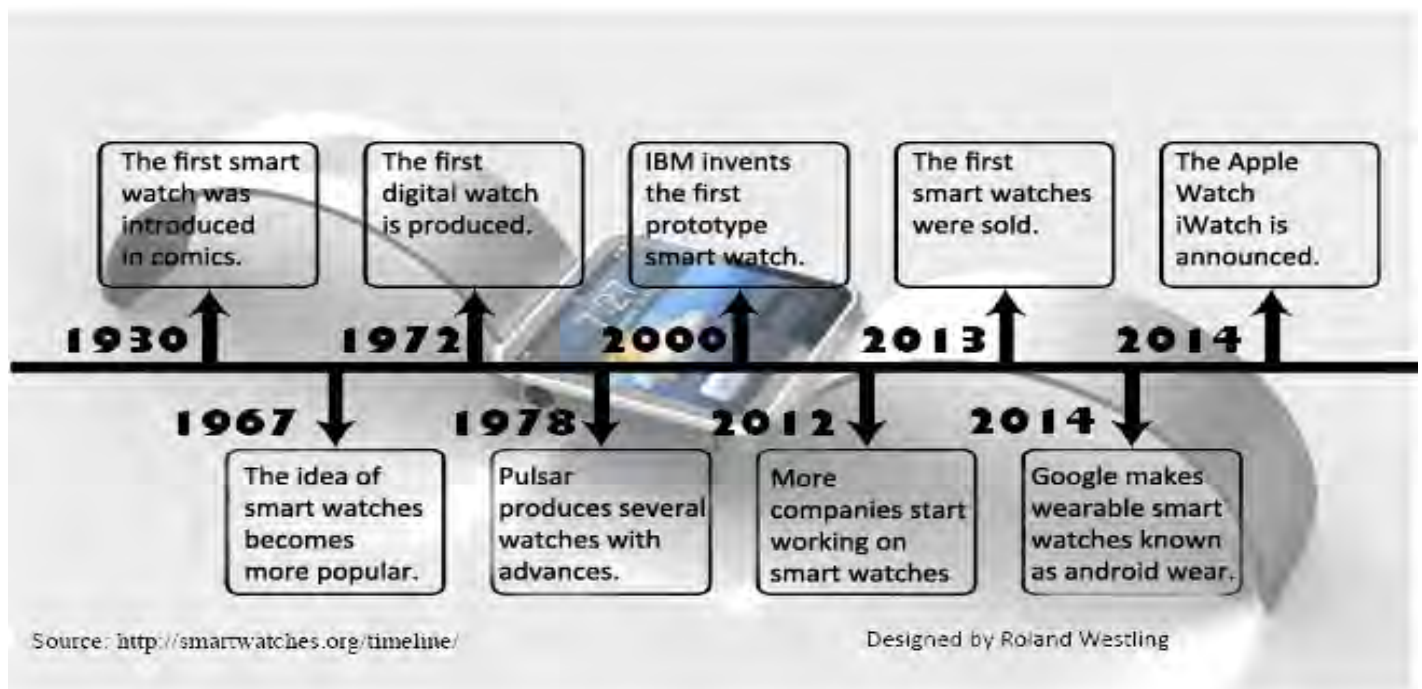 The first smart
watch was
introduced
in comics.
The first
digital watch
is produced.
IBM invents
the first
prototype
smart watch.
The first
smart watches
were sold.
The Apple
Watch
iWatch is
announced.
1930
1972
2000
2013
2014
1967
1978
2012
2014
The idea of
smart watches
becomes
more popular.
Pulsar
produces several
watches with
advances.
More
companies start
working on
smart watches
Google makes
wearable smart
watches known
as android wear.
Source: http://smartwatches.org/timeline/
Designed by Roland Westling